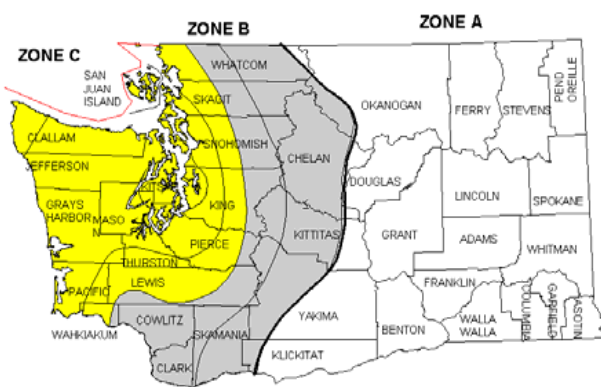 ZONE A
ZONE B
ZONE C
WHATCOM
SAN
JUAN
ISLAND
SKAGIT
OKANOGAN
FERRY
STEVENS
PEND
OREILLE
CLALLAM
SNOHOMISH
CHELAN
JEFFERSON
DOUGLAS
LINCOLN
SPOKANE
GRAYS
HARBOR
MASO
N
KING
KITTITAS
GRANT
ADAMS
WHITMAN
PIERCE
THURSTON
LEWIS
PACIFIC
FRANKLIN
COLUMBIA
GARFIELD
ASOTIN
WAHKIAKUM
COWLITZ
SKAMANIA
YAKIMA
BENTON
WALLA
WALLA
CLARK
KLICKITAT